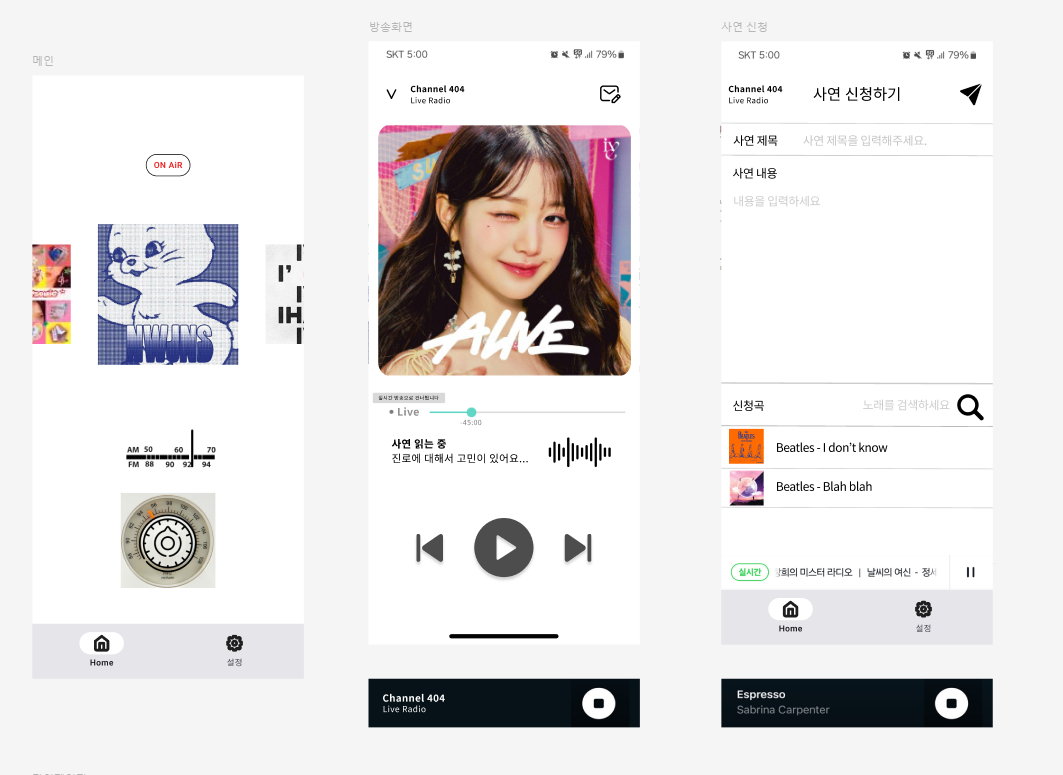 메인
ON AiR
NWJNS
I'
IH
AM 50 60 70
FM 88 90 92 94
Home
설정
방송화면
SKT 5:00
79%
Channel 404
Live Radio
IVE
ALIVE
실시간 방송으로 건너뜁니다
• Live
-45:00
사연 읽는 중
진로에 대해서 고민이 있어요...
Channel 404
Live Radio
사연 신청
SKT 5:00
79%
Channel 404
Live Radio
사연 신청하기
사연 제목
사연 제목을 입력해주세요.
사연 내용
내용을 입력하세요
신청곡
노래를 검색하세요
Beatles - I don't know
Beatles - Blah blah
실시간
희의 미스터 라디오 | 날씨의 여신 - 정서
Home
설정
Espresso
Sabrina Carpenter